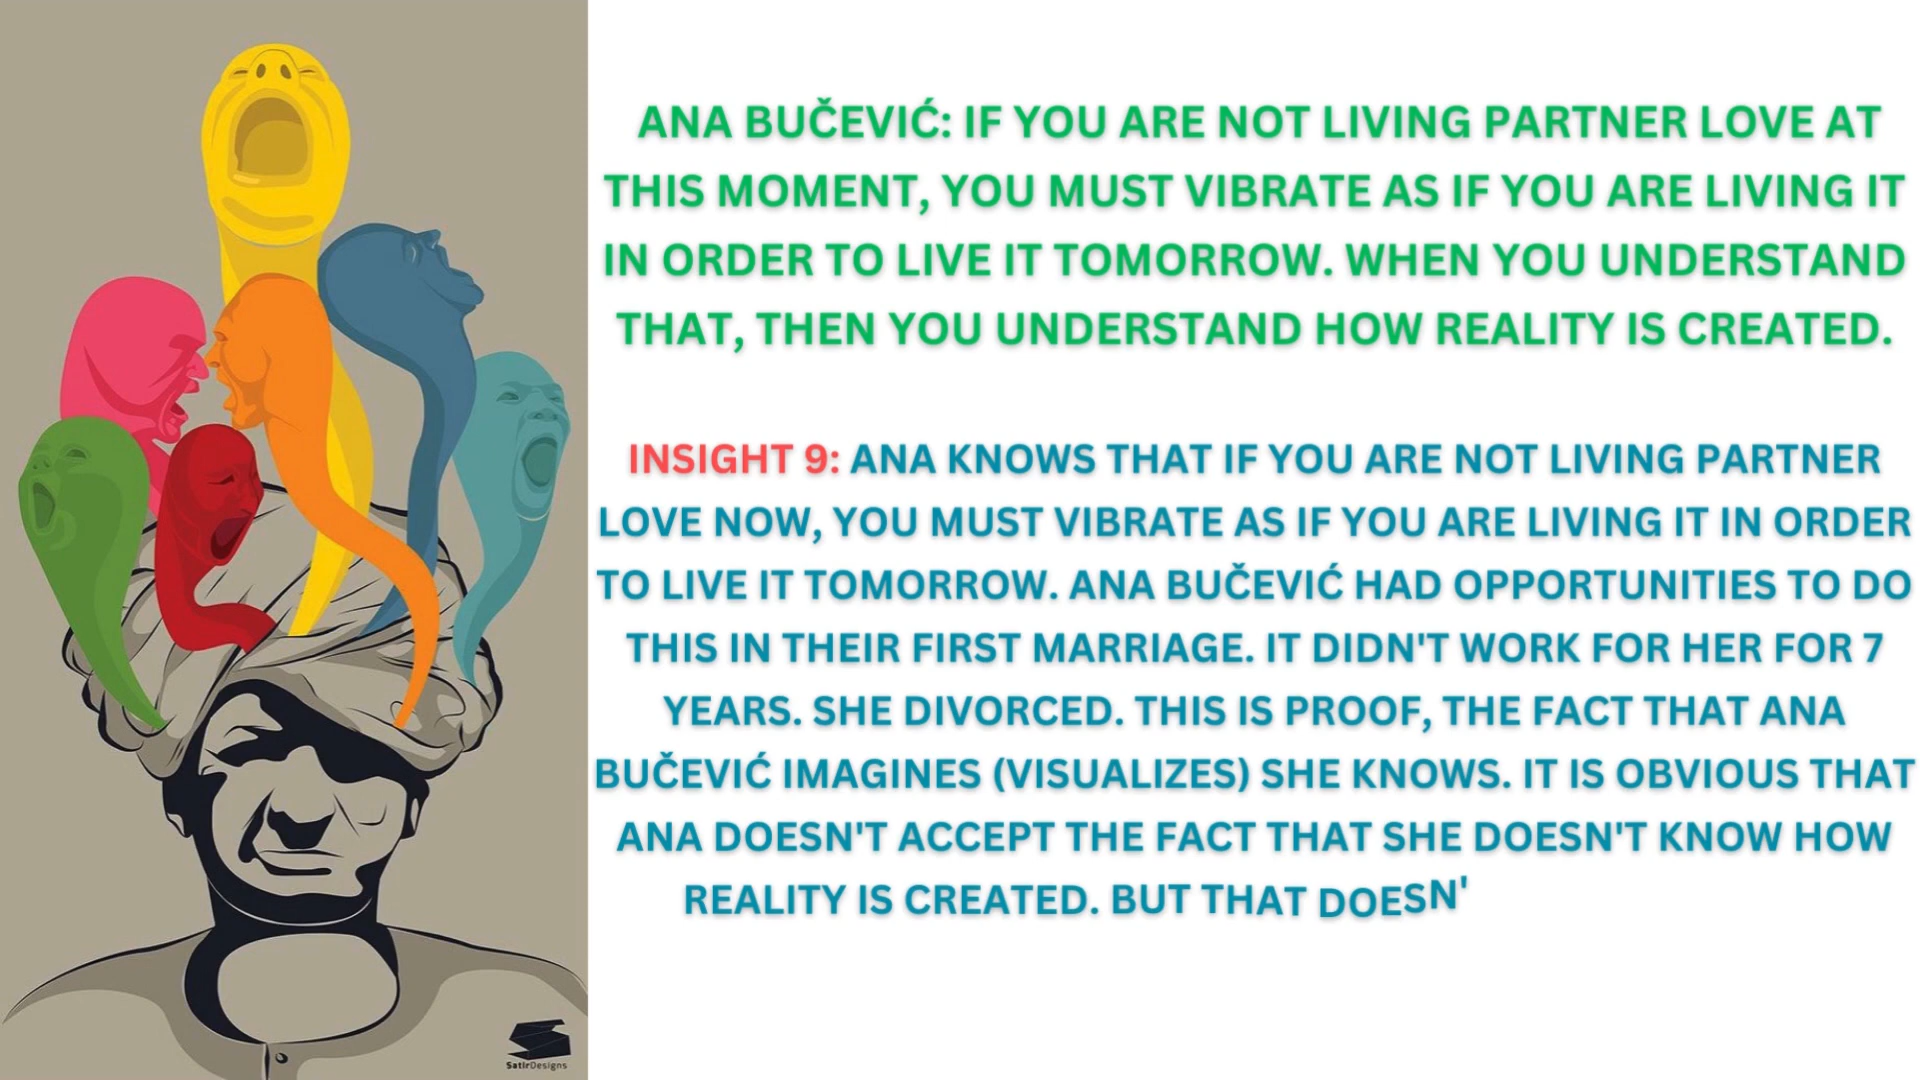 ANA BUČEVIĆ: IF YOU ARE NOT LIVING PARTNER LOVE AT
THIS MOMENT, YOU MUST VIBRATE AS IF YOU ARE LIVING IT
IN ORDER TO LIVE IT TOMORROW. WHEN YOU UNDERSTAND
THAT, THEN YOU UNDERSTAND HOW REALITY IS CREATED.
INSIGHT 9: ANA KNOWS THAT IF YOU ARE NOT LIVING PARTNER
LOVE NOW, YOU MUST VIBRATE AS IF YOU ARE LIVING IT IN ORDER
TO LIVE IT TOMORROW. ANA BUČEVIĆ HAD OPPORTUNITIES TO DO
THIS IN THEIR FIRST MARRIAGE. IT DIDN'T WORK FOR HER FOR 7
YEARS. SHE DIVORCED. THIS IS PROOF, THE FACT THAT ANA
BUČEVIĆ IMAGINES (VISUALIZES) SHE KNOWS. IT IS OBVIOUS THAT
ANA DOESN'T ACCEPT THE FACT THAT SHE DOESN'T KNOW HOW
REALITY IS CREATED. BUT THAT DOESN'
SatirDesigns